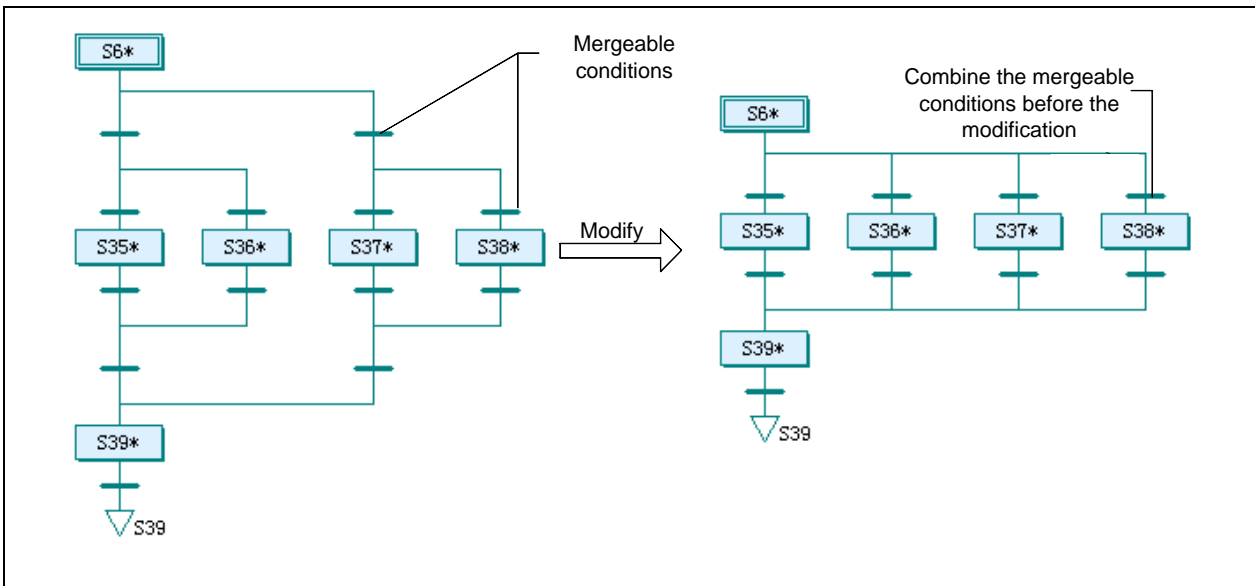 S6*
Mergeable
conditions
S35*
S36*
S37*
S38*
S39*
S39
Modify
Combine the mergeable
conditions before the
modification
S6*
S35*
S36*
S37*
S38*
S39*
S39